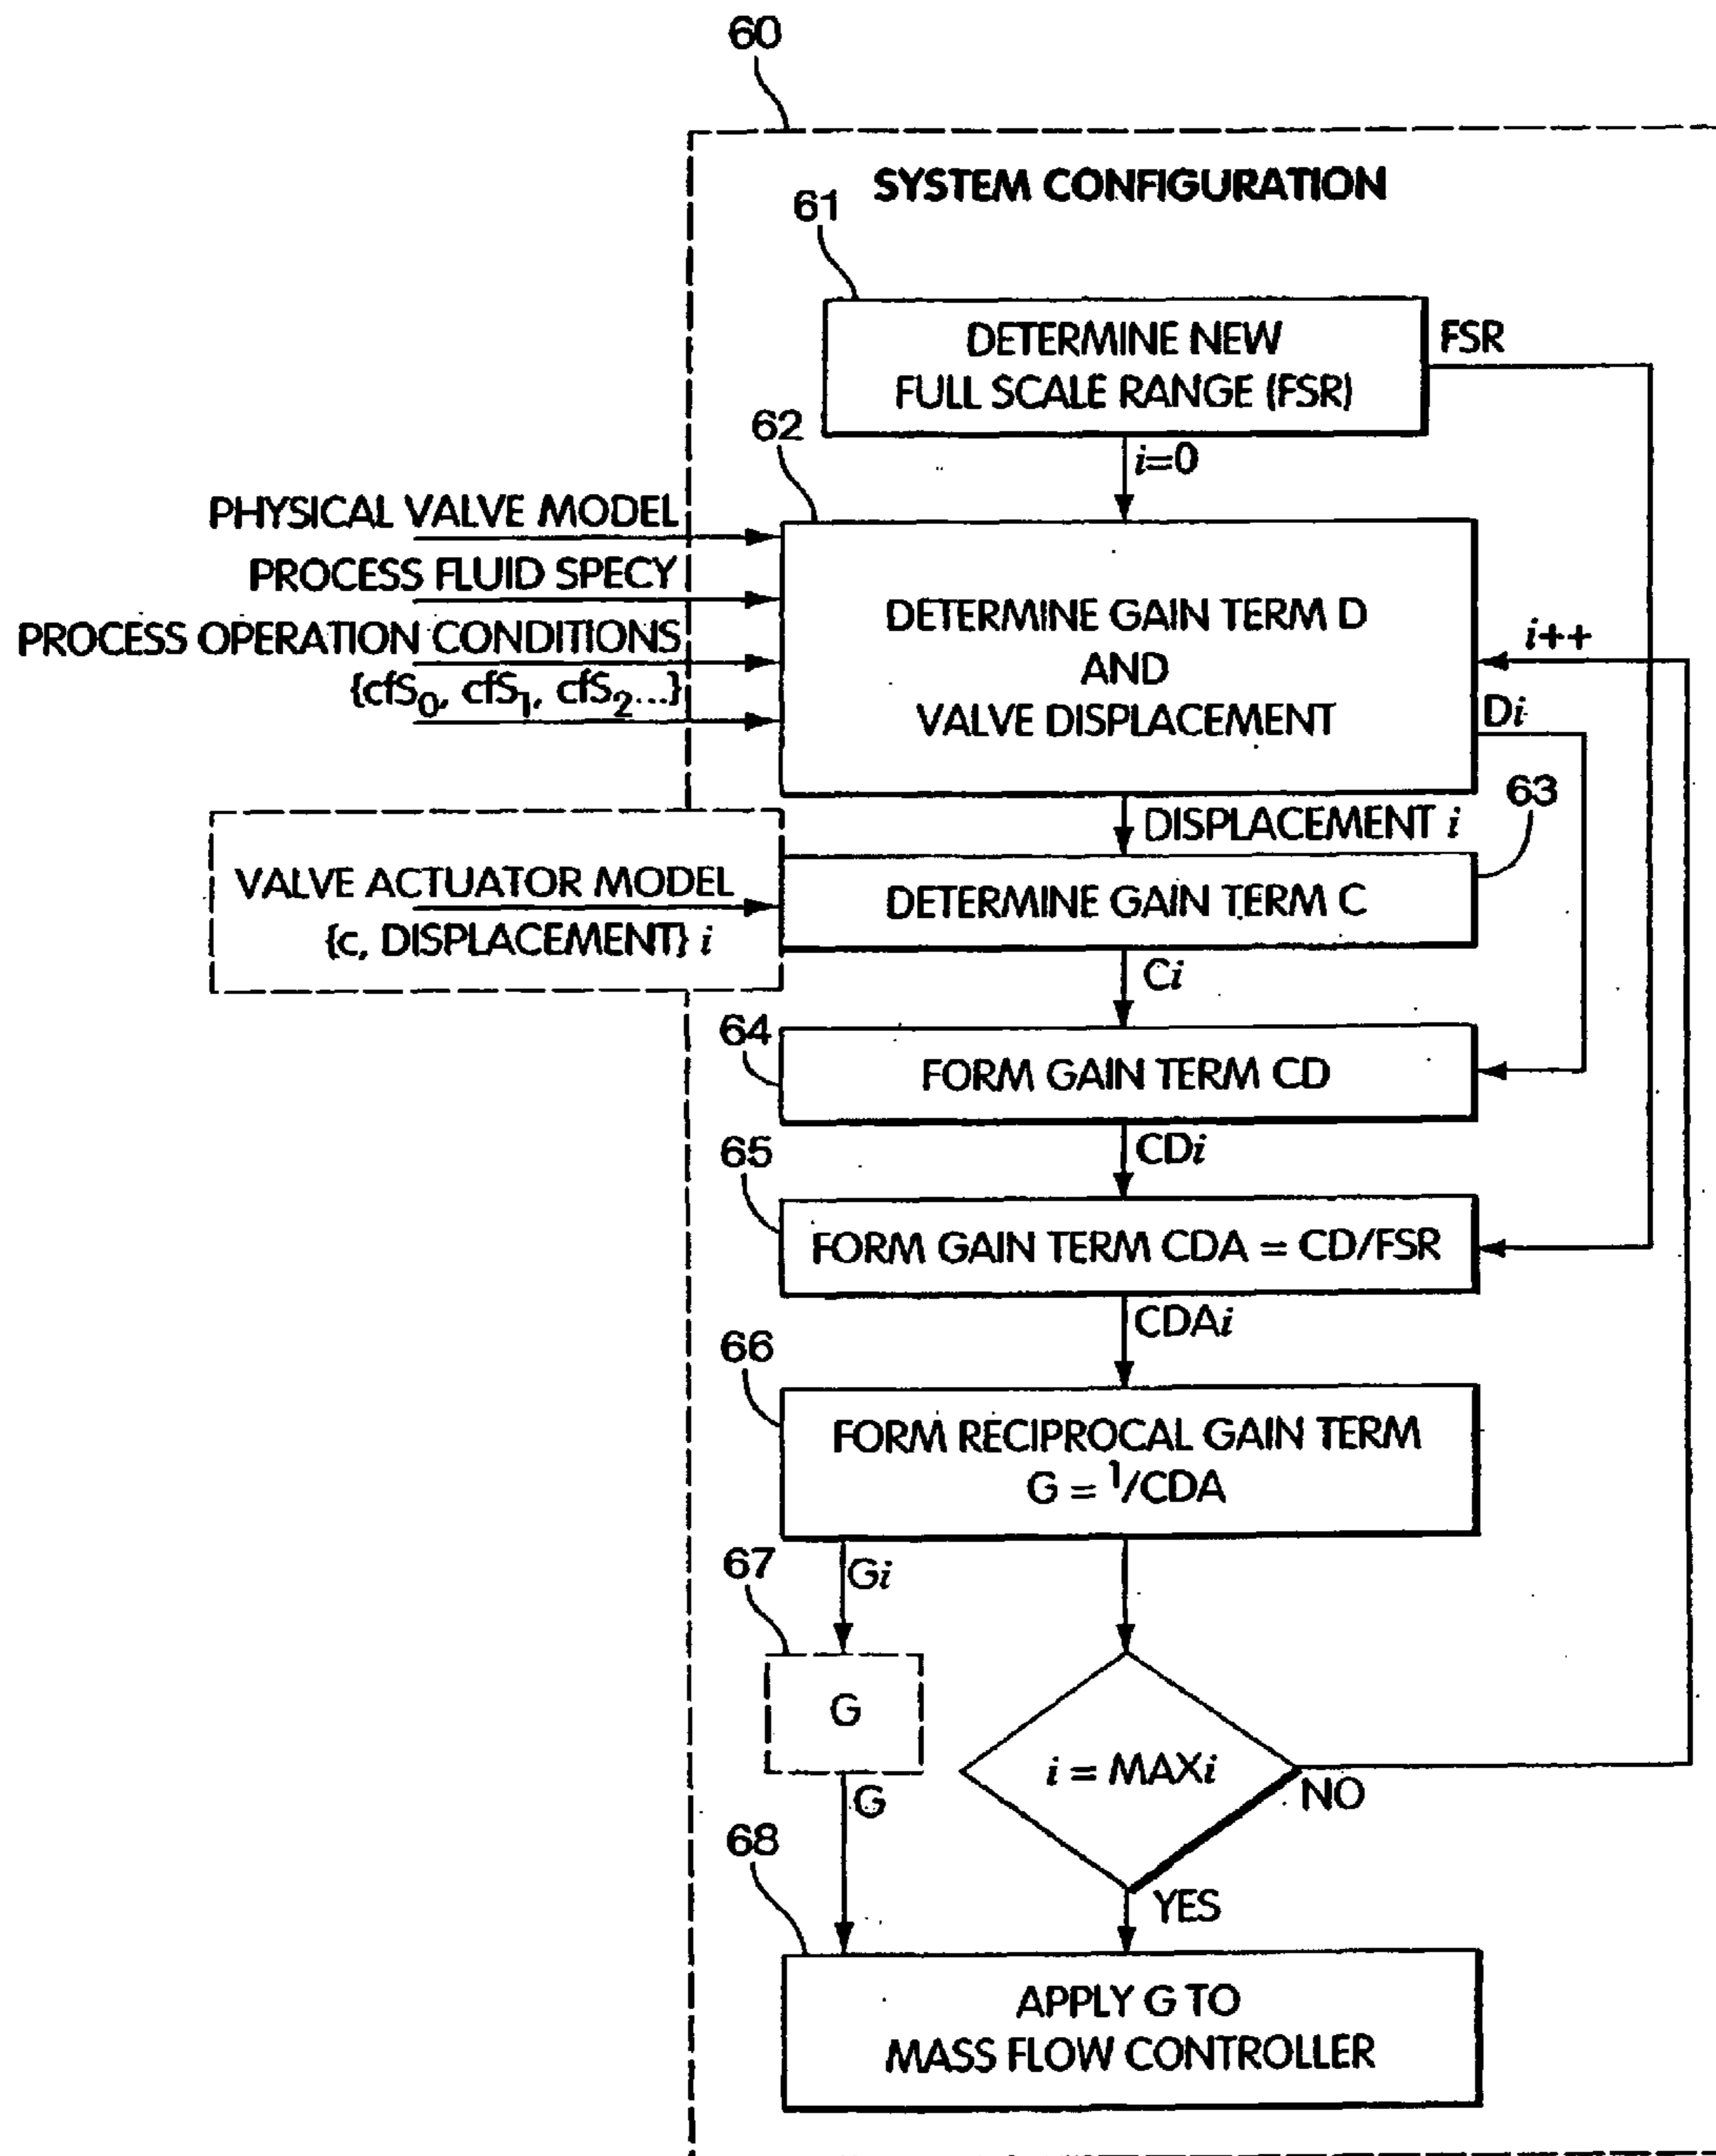 60
SYSTEM CONFIGURATION
61
DETERMINE NEW
FULL SCALE RANGE (FSR)
FSR
i=0
62
PHYSICAL VALVE MODEL
PROCESS FLUID SPECY
PROCESS OPERATION CONDITIONS
{cfS₀, cfS₁, cfS₂...}
DETERMINE GAIN TERM D
AND
VALVE DISPLACEMENT
i++
Di
DISPLACEMENT i
63
VALVE ACTUATOR MODEL
{c, DISPLACEMENT} i
DETERMINE GAIN TERM C
Ci
64
FORM GAIN TERM CD
CDi
65
FORM GAIN TERM CDA = CD/FSR
CDAi
66
FORM RECIPROCAL GAIN TERM
G = 1/CDA
Gi
67
G
G
i = MAXi
NO
YES
68
APPLY G TO
MASS FLOW CONTROLLER